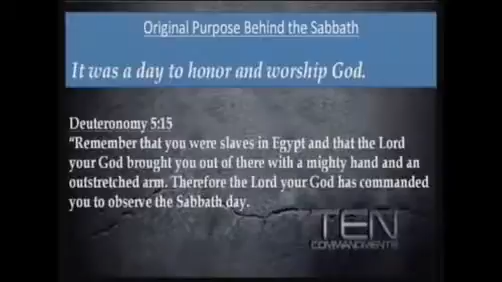 Original Purpose Behind the Sabbath
It was a day to honor and worship God.
Deuteronomy 5:15
“Remember that you were slaves in Egypt and that the Lord
your God brought you out of there with a mighty hand and an
outstretched arm. Therefore the Lord your God has commanded
you to observe the Sabbath day.
TEN
COMMANDMENTS